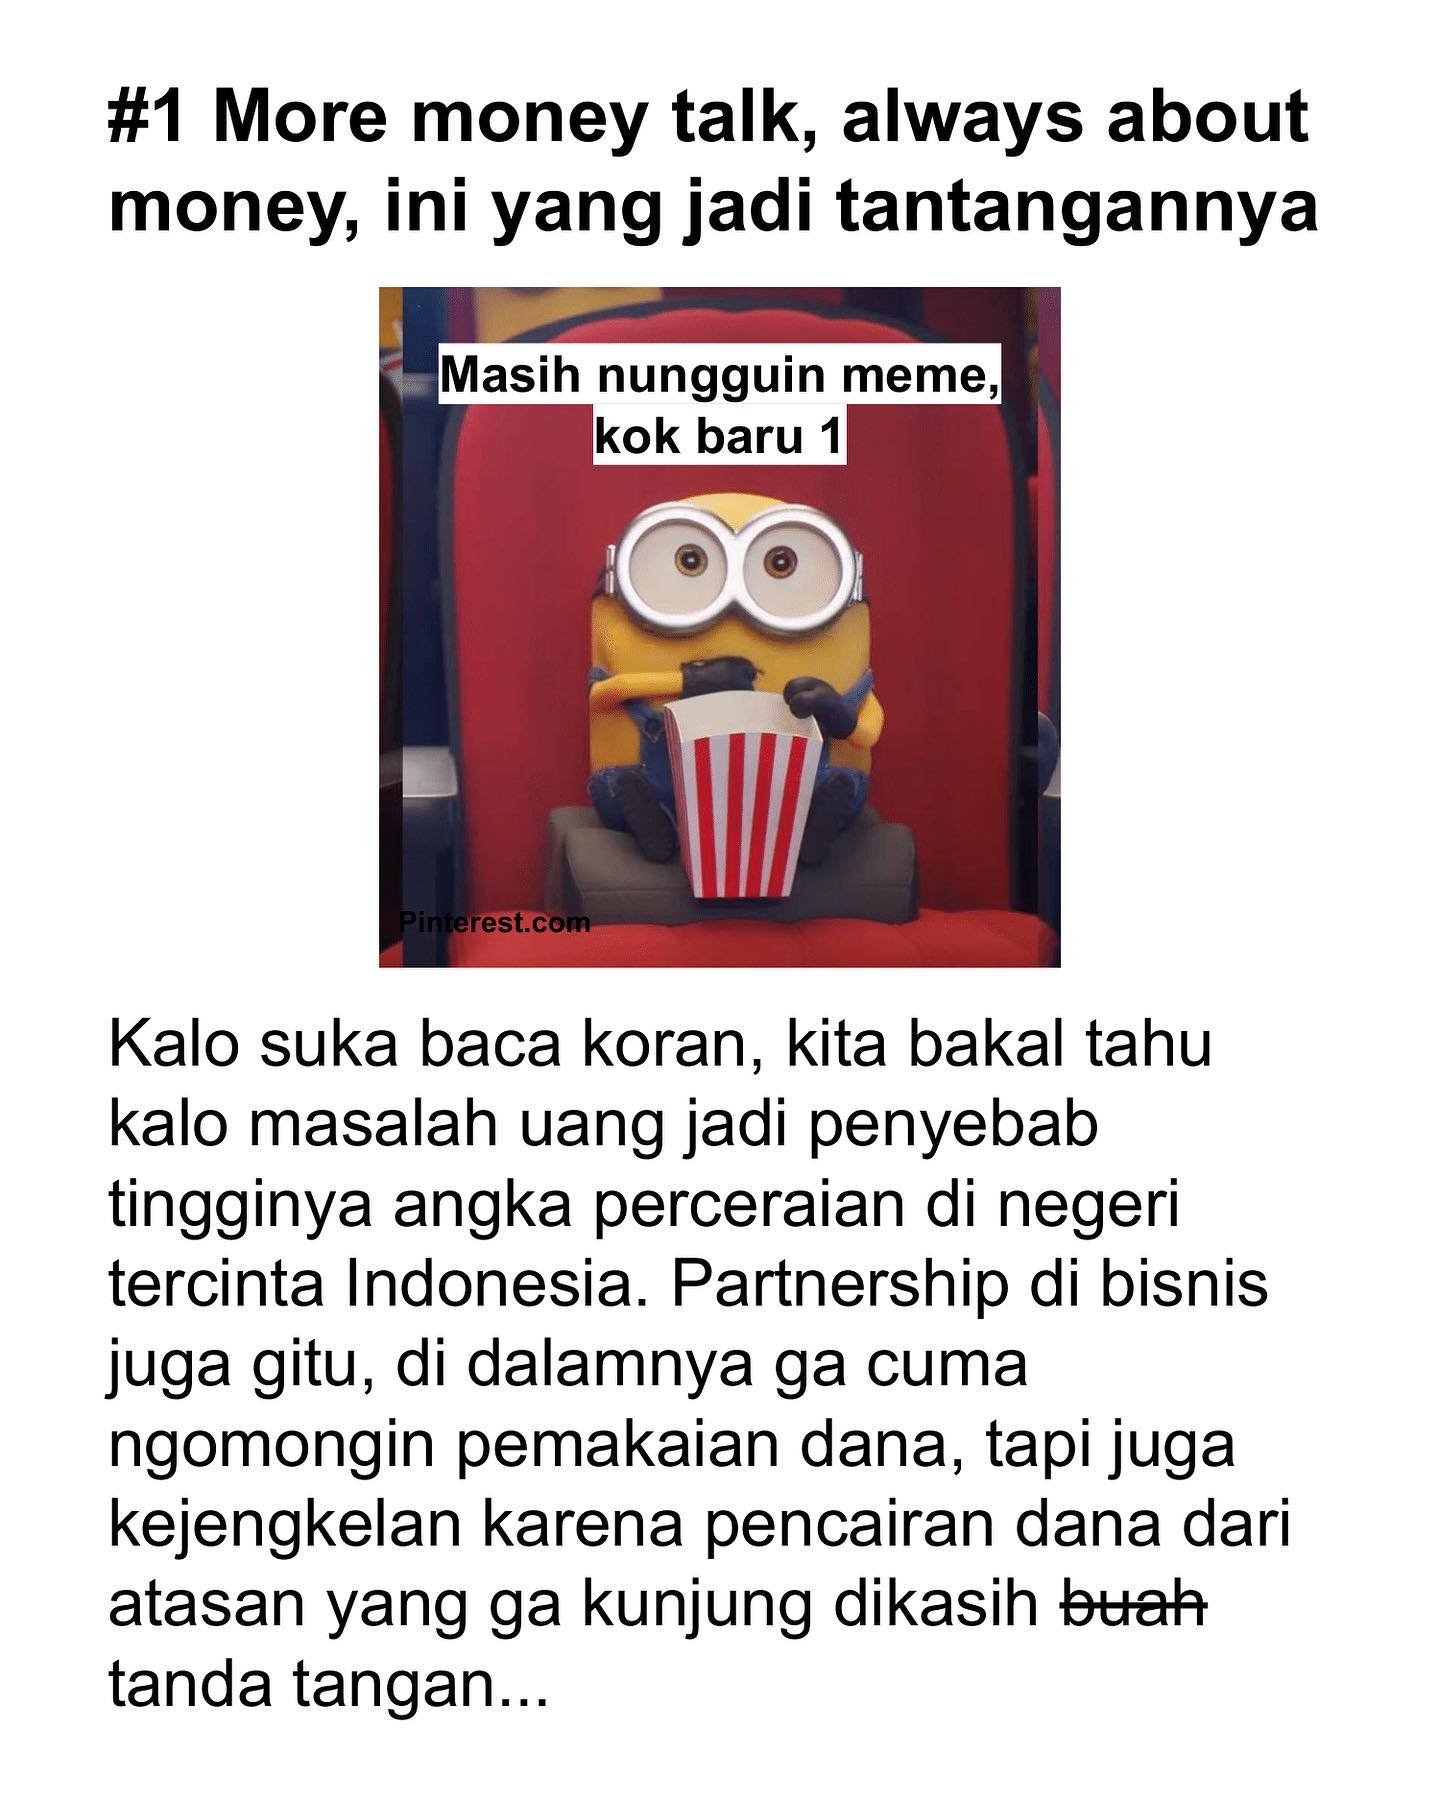 #1 More money talk, always about
money, ini yang jadi tantangannya
Masih nungguin meme,
kok baru 1
Pinterest.com
Kalo suka baca koran, kita bakal tahu
kalo masalah uang jadi penyebab
tingginya angka perceraian di negeri
tercinta Indonesia. Partnership di bisnis
juga gitu, di dalamnya ga cuma
ngomongin pemakaian dana, tapi juga
kejengkelan karena pencairan dana dari
atasan yang ga kunjung dikasih buah
tanda tangan...